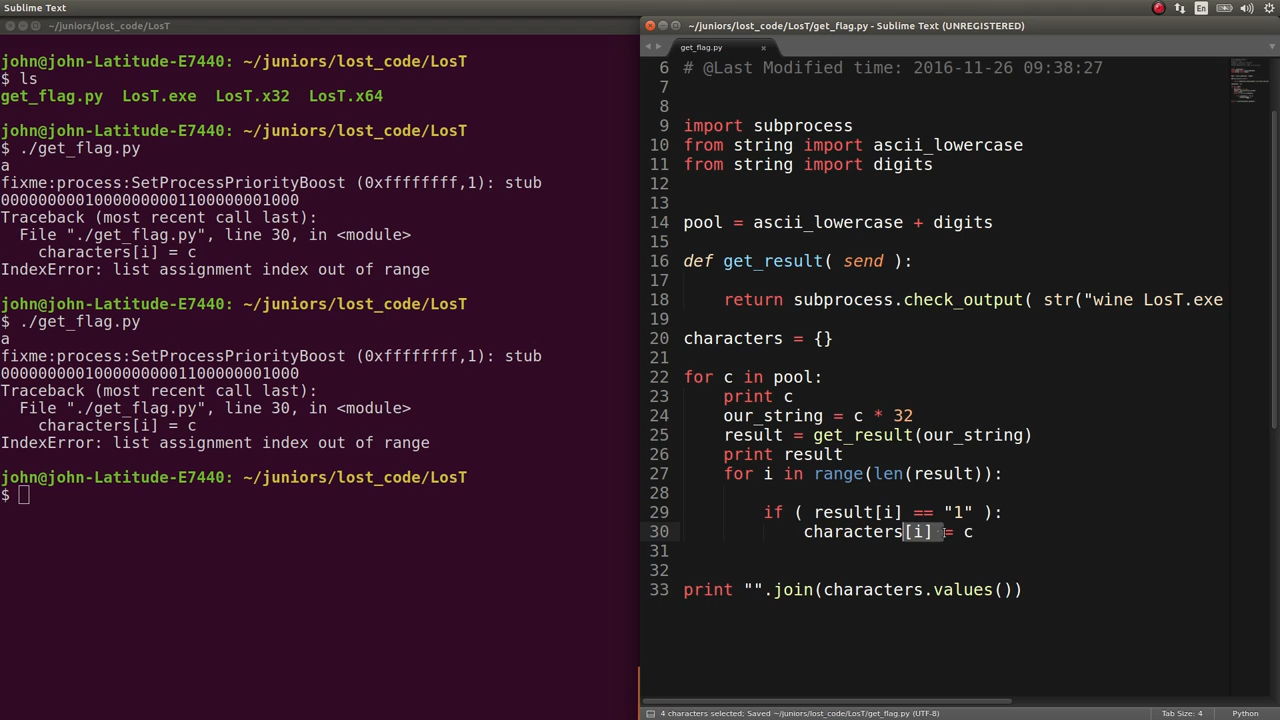 Sublime Text
En
~/juniors/lost_code/LosT
john@john-Latitude-E7440: ~/juniors/lost_code/LosT
$ ls
get_flag.py  LosT.exe  LosT.x32  LosT.x64
john@john-Latitude-E7440: ~/juniors/lost_code/LosT
$ ./get_flag.py
a
fixme:process:SetProcessPriorityBoost (0xffffffff,1): stub
Traceback (most recent call last):
  File "./get_flag.py", line 30, in <module>
    characters[i] = c
IndexError: list assignment index out of range
john@john-Latitude-E7440: ~/juniors/lost_code/LosT
$ ./get_flag.py
a
fixme:process:SetProcessPriorityBoost (0xffffffff,1): stub
Traceback (most recent call last):
  File "./get_flag.py", line 30, in <module>
    characters[i] = c
IndexError: list assignment index out of range
john@john-Latitude-E7440: ~/juniors/lost_code/LosT
$
~/juniors/lost_code/LosT/get_flag.py - Sublime Text (UNREGISTERED)
get_flag.py
6 # @Last Modified time: 2016-11-26 09:38:27
7
8
9 import subprocess
10 from string import ascii_lowercase
11 from string import digits
12
13
14 pool = ascii_lowercase + digits
15
16 def get_result( send ):
17
18     return subprocess.check_output( str("wine LosT.exe
19
20 characters = {}
21
22 for c in pool:
23     print c
24     our_string = c * 32
25     result = get_result(our_string)
26     print result
27     for i in range(len(result)):
28
29         if ( result[i] == "1" ):
30             characters[i] = c
31
32
33 print "".join(characters.values())
4 characters selected; Saved ~/juniors/lost_code/LosT/get_flag.py (UTF-8)
Tab Size: 4
Python